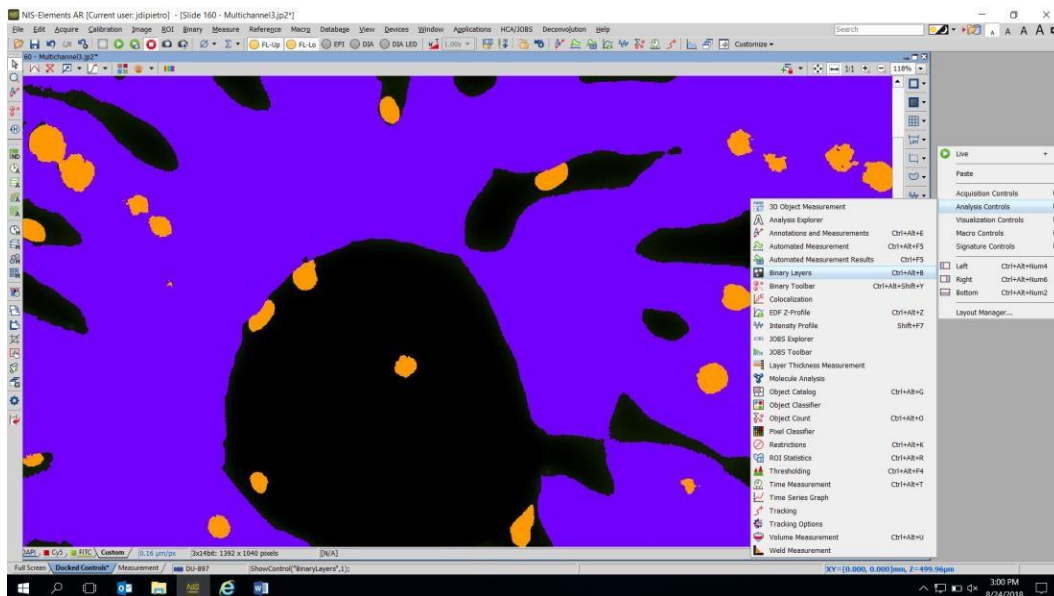 NIS-Elements AR [Current user: jdipietro] - [Slide 160 - Multichannel3.jp2*]
File Edit Acquire Calibration Image ROI Binary Measure Reference Macro Database View Devices Window Applications HCA/JOBS Deconvolution Help
Search
FL-Up FL-Lo EPI DIA DIA LED 1.00x Customize
60 - Multichannel3.jp2*
1:1 118%
Live +
Paste
Acquisition Controls
Analysis Controls
Visualization Controls
Macro Controls
Signature Controls
Left Ctrl+Alt+Num4
Right Ctrl+Alt+Num6
Bottom Ctrl+Alt+Num2
Layout Manager...
3D Object Measurement
Analysis Explorer
Annotations and Measurements Ctrl+Alt+E
Automated Measurement Ctrl+Alt+F5
Automated Measurement Results Ctrl+F5
Binary Layers Ctrl+Alt+B
Binary Toolbar Ctrl+Alt+Shift+Y
Colocalization
EDF Z-Profile Ctrl+Alt+Z
Intensity Profile Shift+F7
JOBS Explorer
JOBS Toolbar
Layer Thickness Measurement
Molecule Analysis
Object Catalog Ctrl+Alt+G
Object Classifier
Object Count Ctrl+Alt+O
Pixel Classifier
Restrictions Ctrl+Alt+K
ROI Statistics Ctrl+Alt+R
Thresholding Ctrl+Alt+F4
Time Measurement Ctrl+Alt+T
Time Series Graph
Tracking
Tracking Options
Volume Measurement Ctrl+Alt+U
Weld Measurement
DAPI Cy5 FITC Custom 0.16 µm/px 3x14bit: 1392 x 1040 pixels [N/A]
Full Screen Docked Controls* Measurement DU-897 ShowControl("BinaryLayers",1); XY=[0.000, 0.000]mm, Z=499.96µm
3:00 PM
8/24/2018